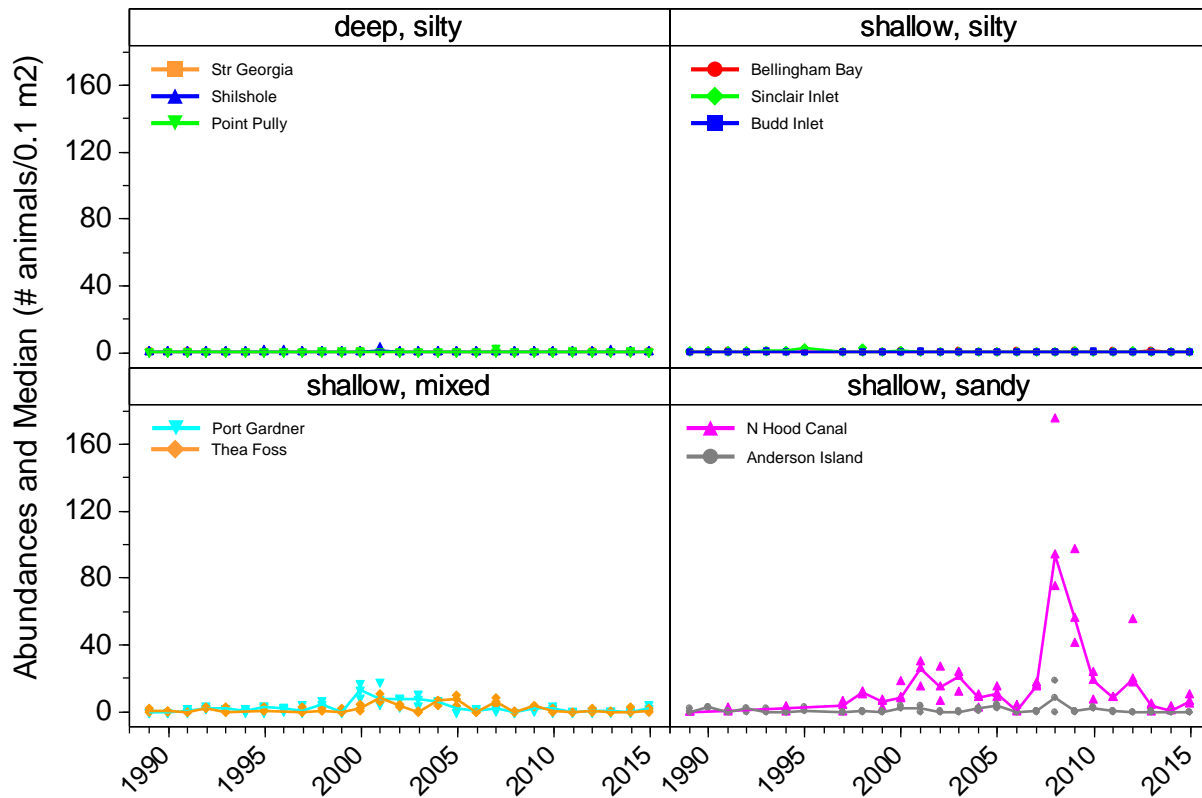 Abundances and Median (# animals/0.1 m2)
deep, silty
160
120
80
40
0
Str Georgia
Shilshole
Point Pully
shallow, silty
Bellingham Bay
Sinclair Inlet
Budd Inlet
shallow, mixed
160
120
80
40
0
Port Gardner
Thea Foss
1990
1995
2000
2005
2010
2015
shallow, sandy
N Hood Canal
Anderson Island
1990
1995
2000
2005
2010
2015